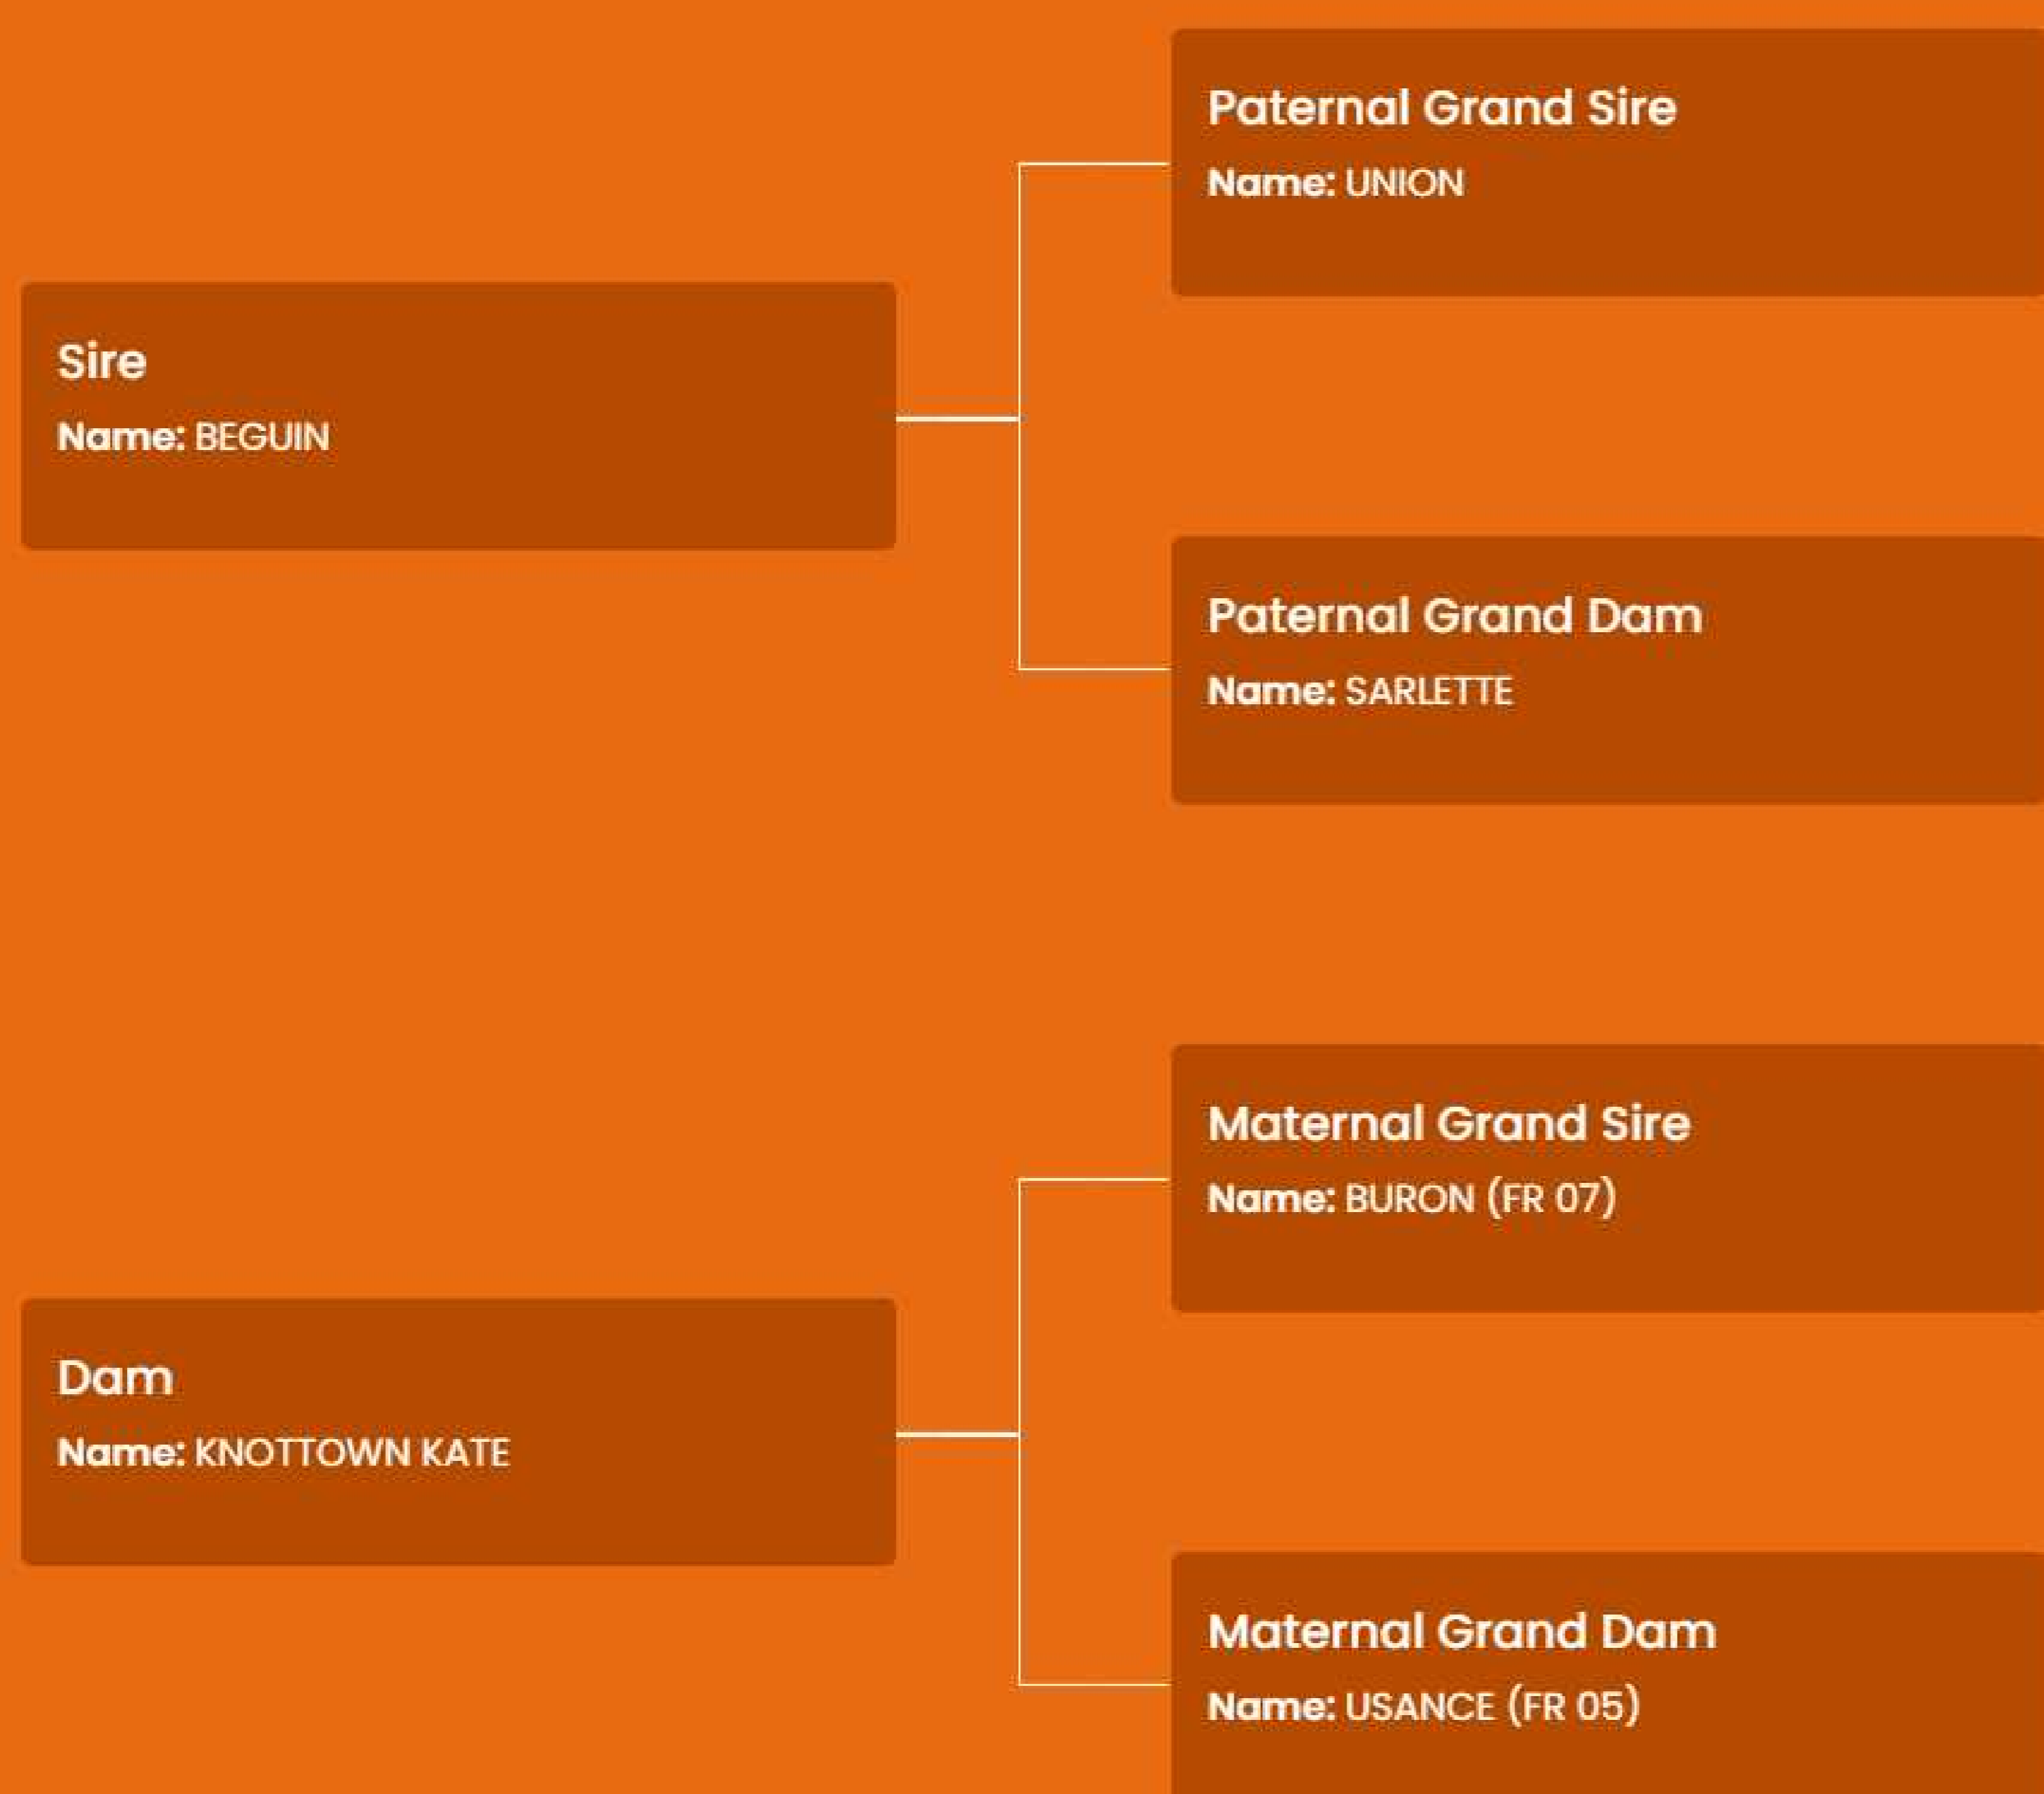 Paternal Grand Sire
Name: UNION
Sire
Name: BEGUIN
Paternal Grand Dam
Name: SARLETTE
Maternal Grand Sire
Name: BURON (FR 07)
Dam
Name: KNOTTOWN KATE
Maternal Grand Dam
Name: USANCE (FR 05)